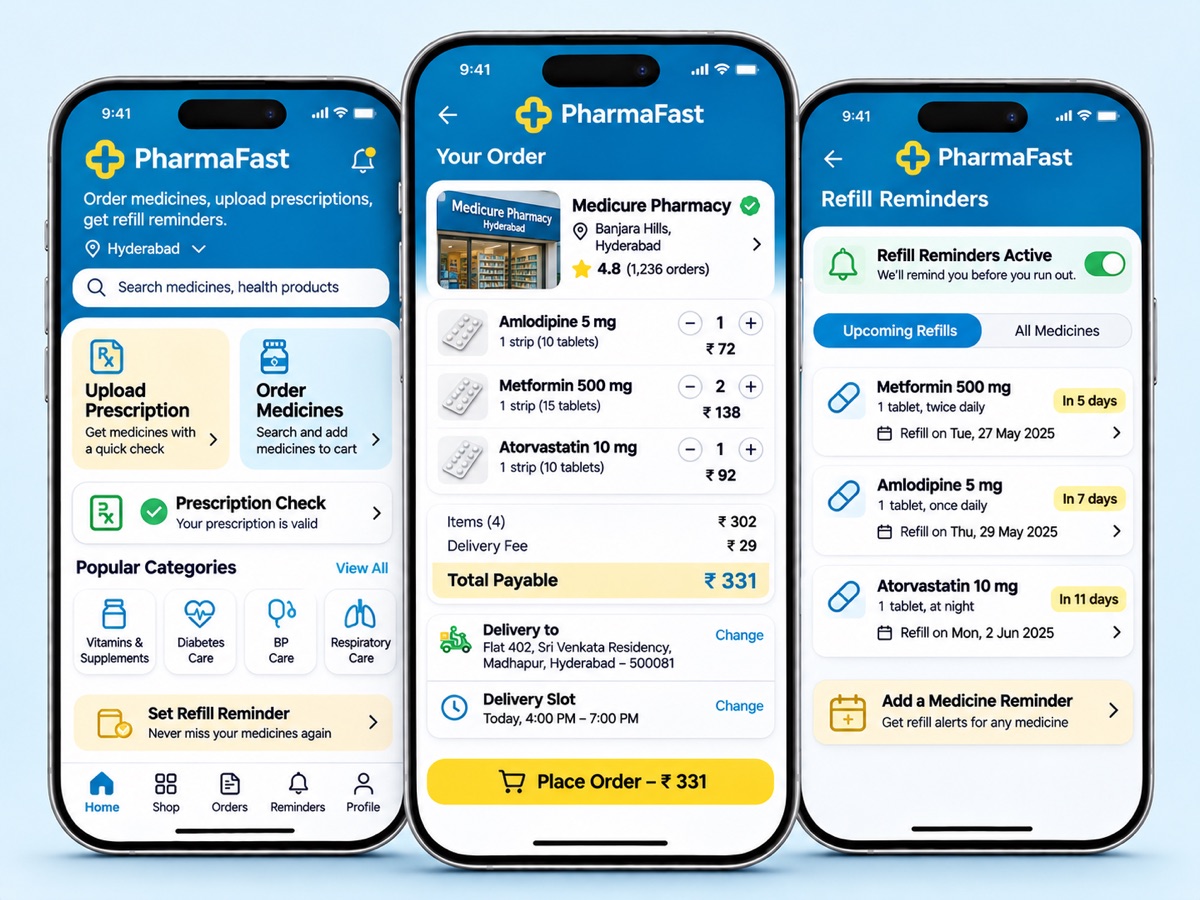 9:41
PharmaFast
Order medicines, upload prescriptions,
get refill reminders.
Hyderabad
Search medicines, health products
Upload
Prescription
Get medicines with
a quick check
Order
Medicines
Search and add
medicines to cart
Prescription Check
Your prescription is valid
Popular Categories
View All
Vitamins &
Supplements
Diabetes
Care
BP
Care
Respiratory
Care
Set Refill Reminder
Never miss your medicines again
Home
Shop
Orders
Reminders
Profile
9:41
PharmaFast
Your Order
Medicure Pharmacy
Hyderabad
Medicure Pharmacy
Banjara Hills,
Hyderabad
4.8 (1,236 orders)
Amlodipine 5 mg
1 strip (10 tablets)
− 1 +
₹ 72
Metformin 500 mg
1 strip (15 tablets)
− 2 +
₹ 138
Atorvastatin 10 mg
1 strip (10 tablets)
− 1 +
₹ 92
Items (4) ₹ 302
Delivery Fee ₹ 29
Total Payable ₹ 331
Delivery to
Change
Flat 402, Sri Venkata Residency,
Madhapur, Hyderabad – 500081
Delivery Slot
Change
Today, 4:00 PM – 7:00 PM
Place Order – ₹ 331
9:41
PharmaFast
Refill Reminders
Refill Reminders Active
We'll remind you before you run out.
Upcoming Refills
All Medicines
Metformin 500 mg
1 tablet, twice daily
In 5 days
Refill on Tue, 27 May 2025
Amlodipine 5 mg
1 tablet, once daily
In 7 days
Refill on Thu, 29 May 2025
Atorvastatin 10 mg
1 tablet, at night
In 11 days
Refill on Mon, 2 Jun 2025
Add a Medicine Reminder
Get refill alerts for any medicine